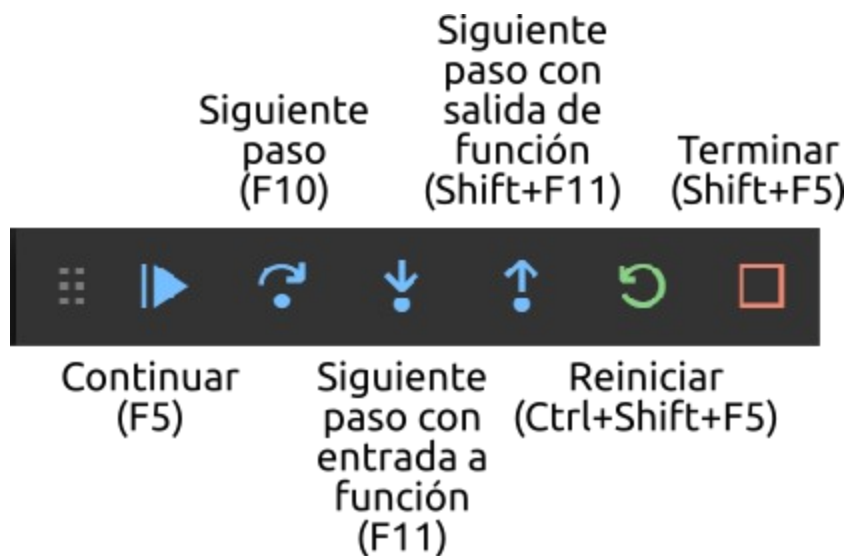 Siguiente
paso
(F10)
Siguiente
paso con
salida de
función
(Shift+F11)
Terminar
(Shift+F5)
Continuar
(F5)
Siguiente
paso con
entrada a
función
(F11)
Reiniciar
(Ctrl+Shift+F5)